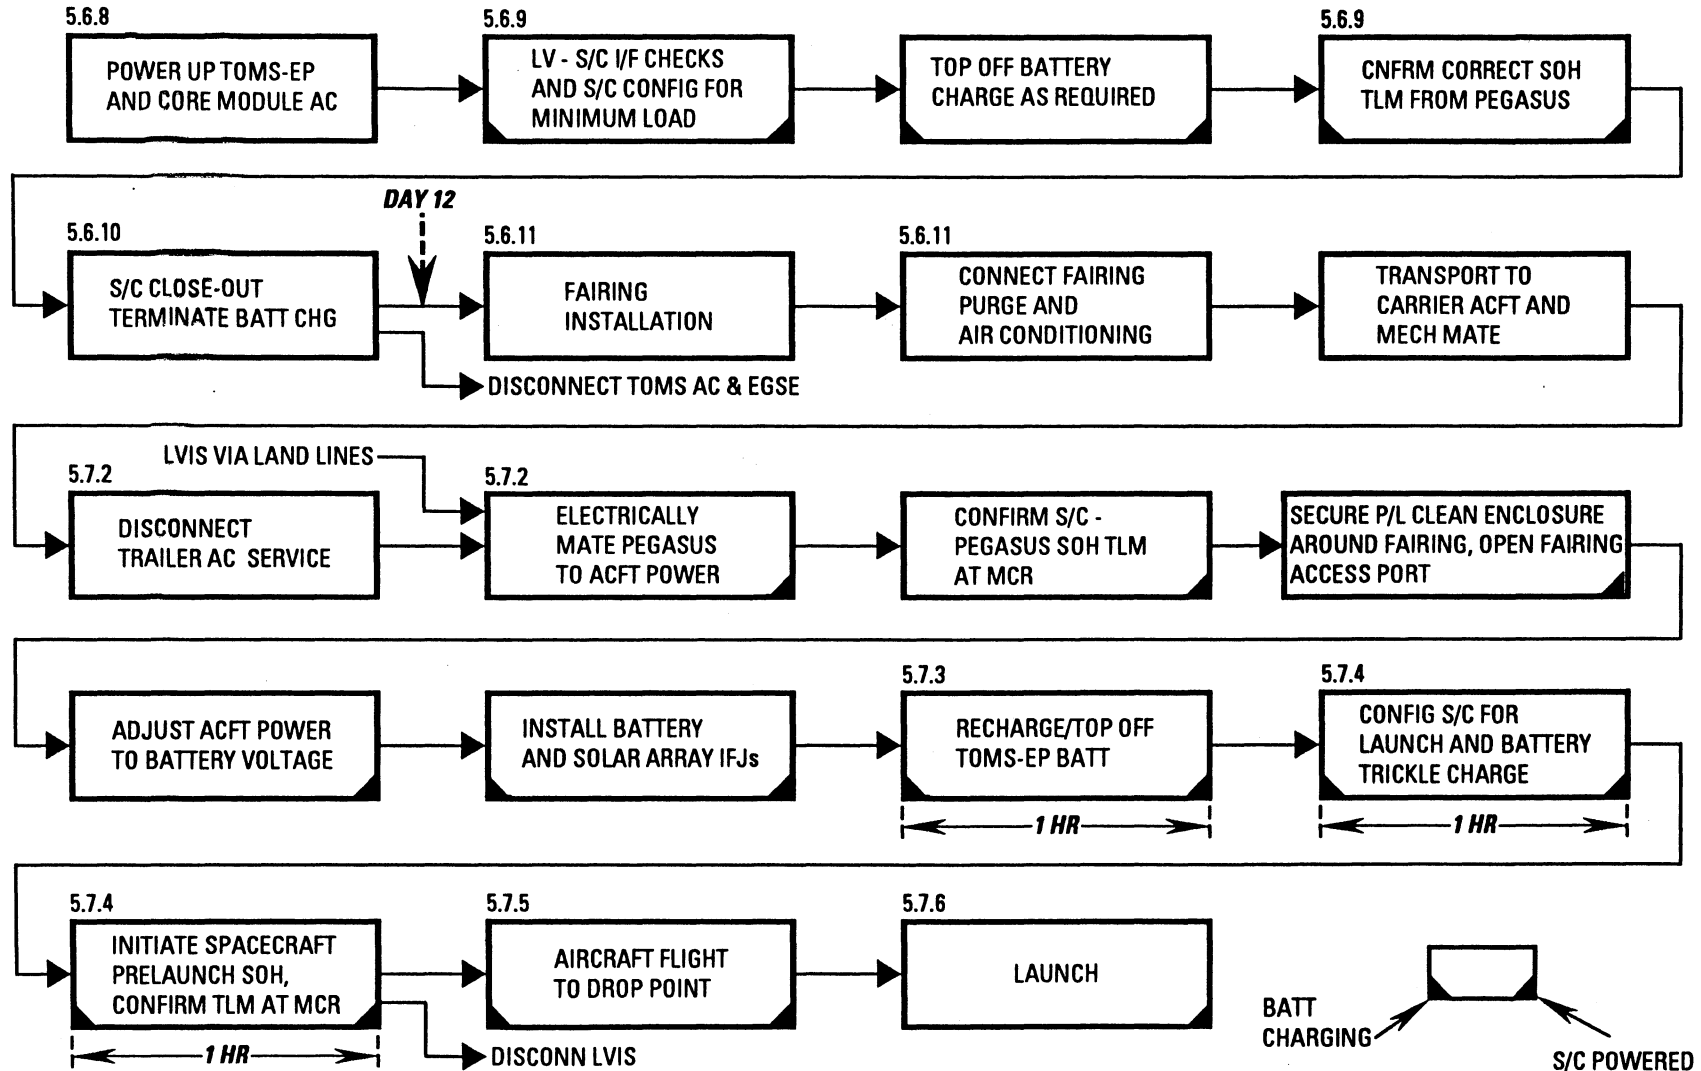 5.6.8
POWER UP TOMS-EP
AND CORE MODULE AC
5.6.9
LV - S/C I/F CHECKS
AND S/C CONFIG FOR
MINIMUM LOAD
TOP OFF BATTERY
CHARGE AS REQUIRED
5.6.9
CNFRM CORRECT SOH
TLM FROM PEGASUS
5.6.10
S/C CLOSE-OUT
TERMINATE BATT CHG
DAY 12
DISCONNECT TOMS AC & EGSE
5.6.11
FAIRING
INSTALLATION
5.6.11
CONNECT FAIRING
PURGE AND
AIR CONDITIONING
TRANSPORT TO
CARRIER ACFT AND
MECH MATE
5.7.2
DISCONNECT
TRAILER AC SERVICE
LVIS VIA LAND LINES
5.7.2
ELECTRICALLY
MATE PEGASUS
TO ACFT POWER
CONFIRM S/C -
PEGASUS SOH TLM
AT MCR
SECURE P/L CLEAN ENCLOSURE
AROUND FAIRING, OPEN FAIRING
ACCESS PORT
ADJUST ACFT POWER
TO BATTERY VOLTAGE
INSTALL BATTERY
AND SOLAR ARRAY IFJs
5.7.3
RECHARGE/TOP OFF
TOMS-EP BATT
1 HR
5.7.4
CONFIG S/C FOR
LAUNCH AND BATTERY
TRICKLE CHARGE
1 HR
5.7.4
INITIATE SPACECRAFT
PRELAUNCH SOH,
CONFIRM TLM AT MCR
1 HR
DISCONN LVIS
5.7.5
AIRCRAFT FLIGHT
TO DROP POINT
5.7.6
LAUNCH
BATT
CHARGING
S/C POWERED